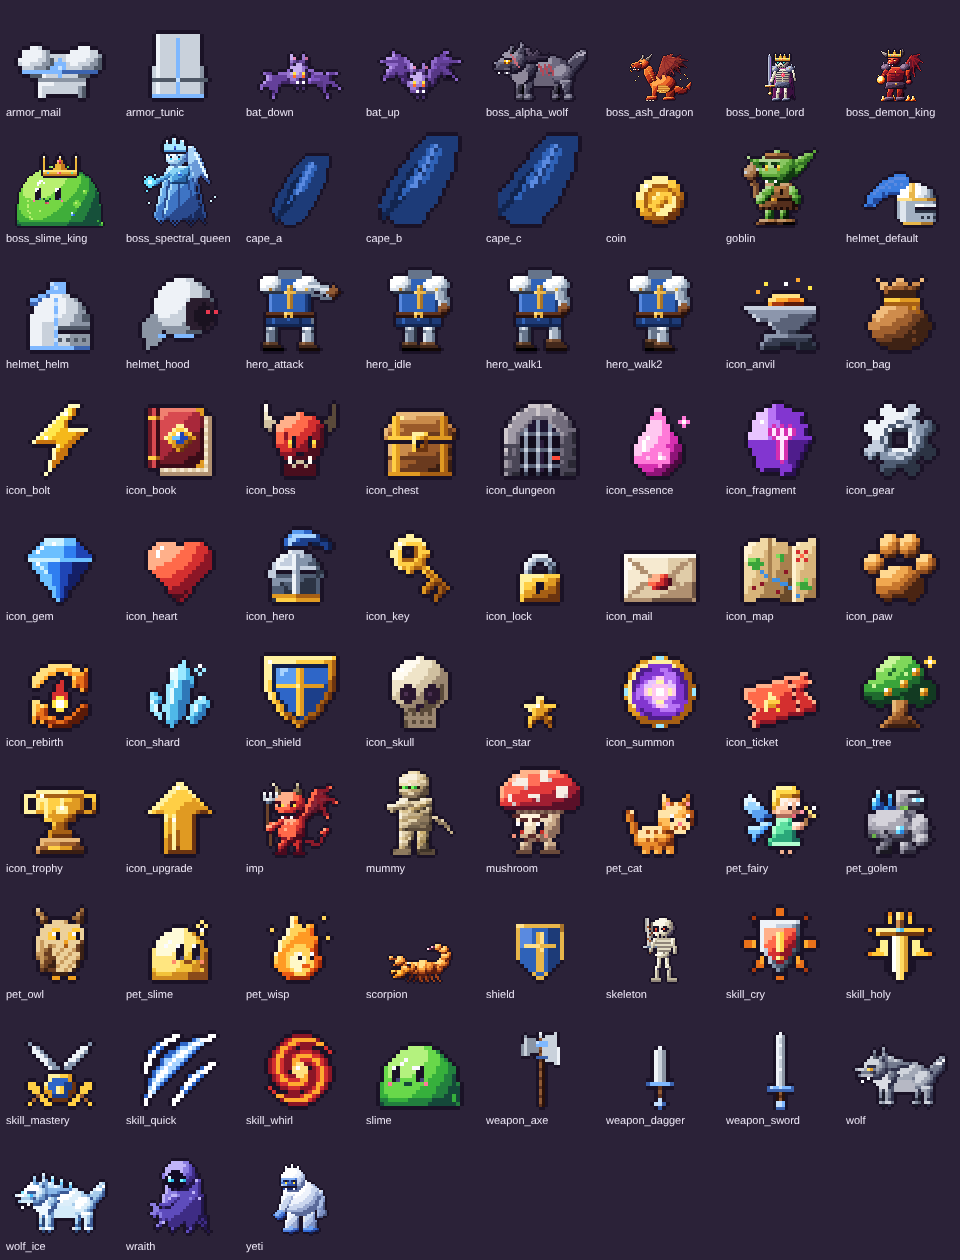 armor_mail armor_tunic bat_down bat_up boss_alpha_wolf boss_ash_dragon boss_bone_lord boss_demon_king
boss_slime_king boss_spectral_queen cape_a cape_b cape_c coin goblin helmet_default
helmet_helm helmet_hood hero_attack hero_idle hero_walk1 hero_walk2 icon_anvil icon_bag
icon_bolt icon_book icon_boss icon_chest icon_dungeon icon_essence icon_fragment icon_gear
icon_gem icon_heart icon_hero icon_key icon_lock icon_mail icon_map icon_paw
icon_rebirth icon_shard icon_shield icon_skull icon_star icon_summon icon_ticket icon_tree
icon_trophy icon_upgrade imp mummy mushroom pet_cat pet_fairy pet_golem
pet_owl pet_slime pet_wisp scorpion shield skeleton skill_cry skill_holy
skill_mastery skill_quick skill_whirl slime weapon_axe weapon_dagger weapon_sword wolf
wolf_ice wraith yeti